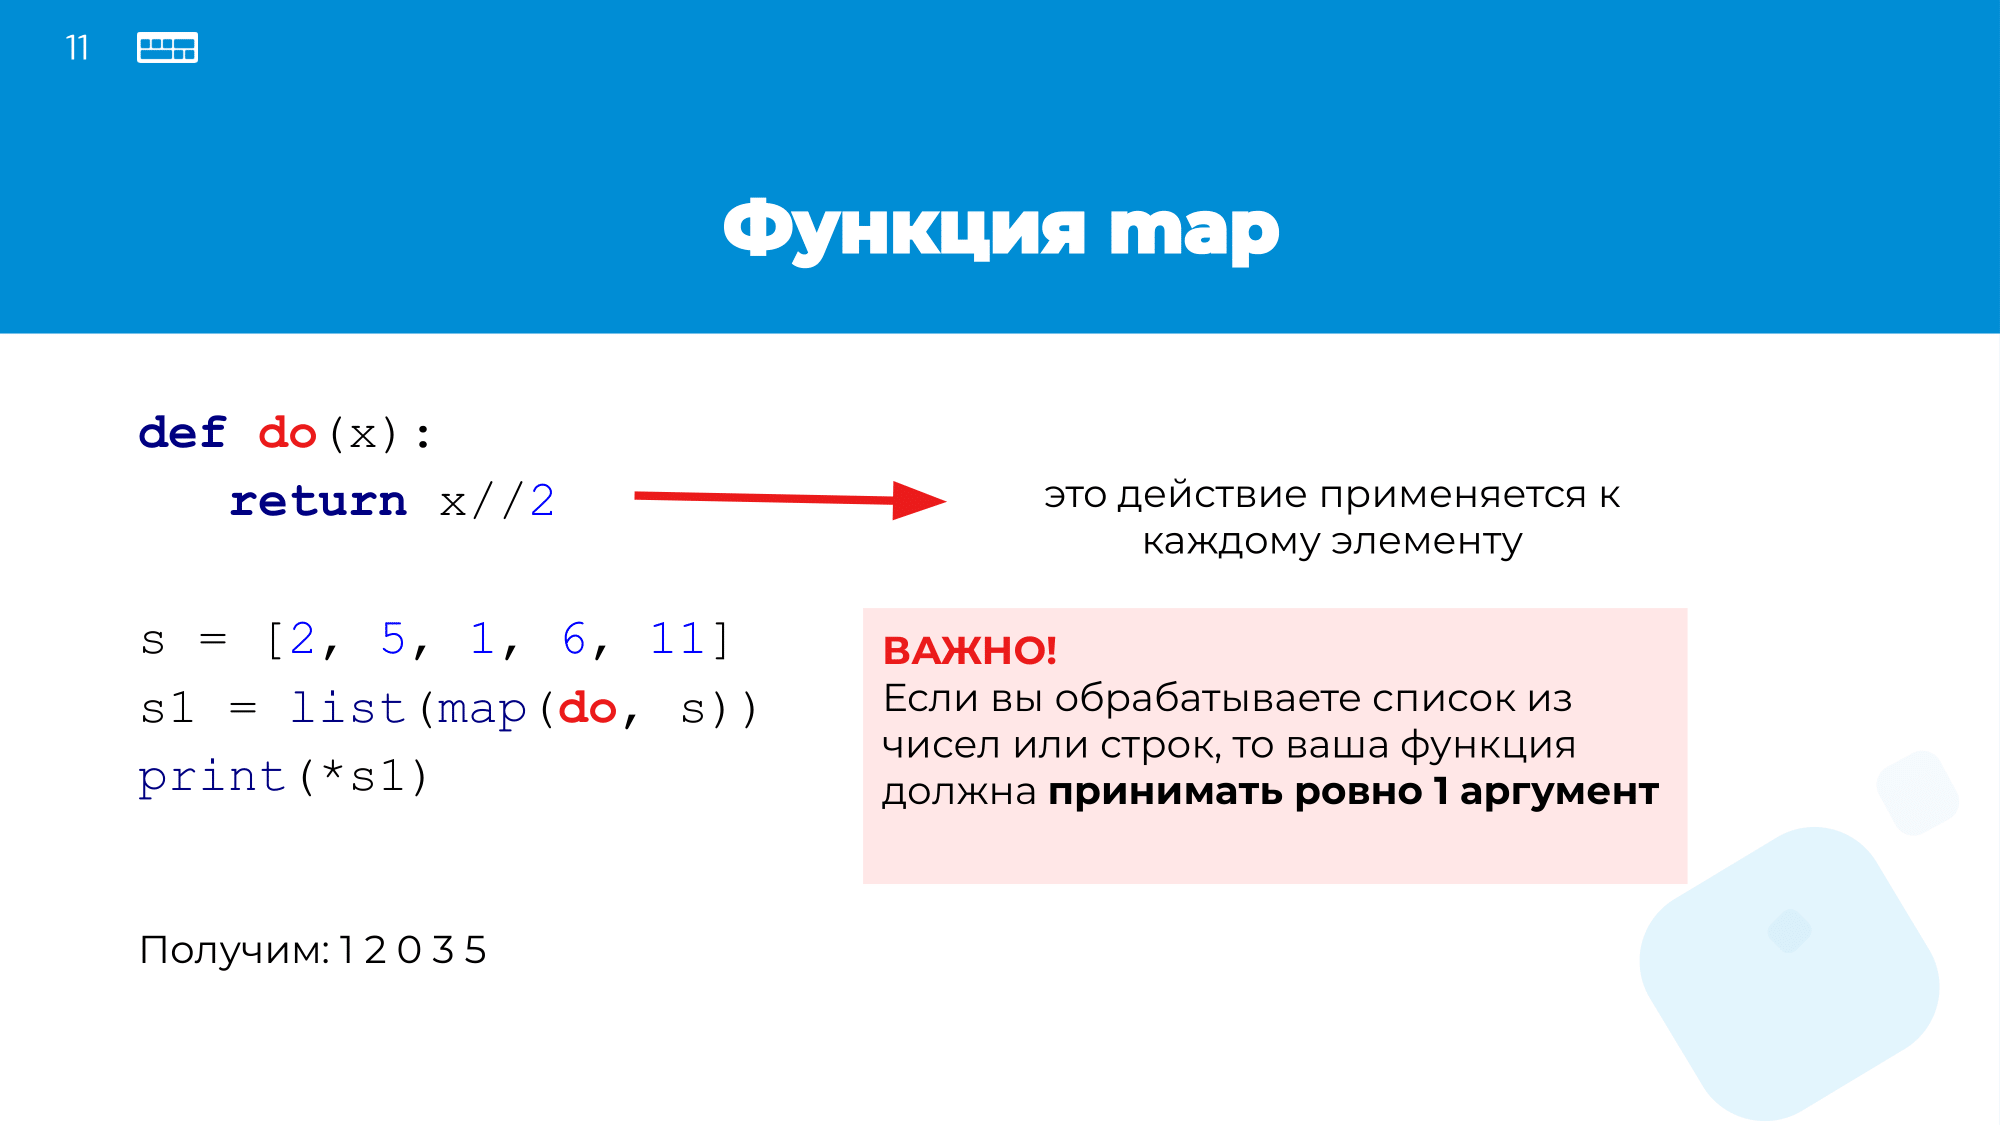 11
Функция map
def do(x):
return x//2
это действие применяется к
каждому элементу
s = [2, 5, 1, 6, 11]
s1 = list(map(do, s))
print(*s1)
ВАЖНО!
Если вы обрабатываете список из
чисел или строк, то ваша функция
должна принимать ровно 1 аргумент
Получим: 1 2 0 3 5